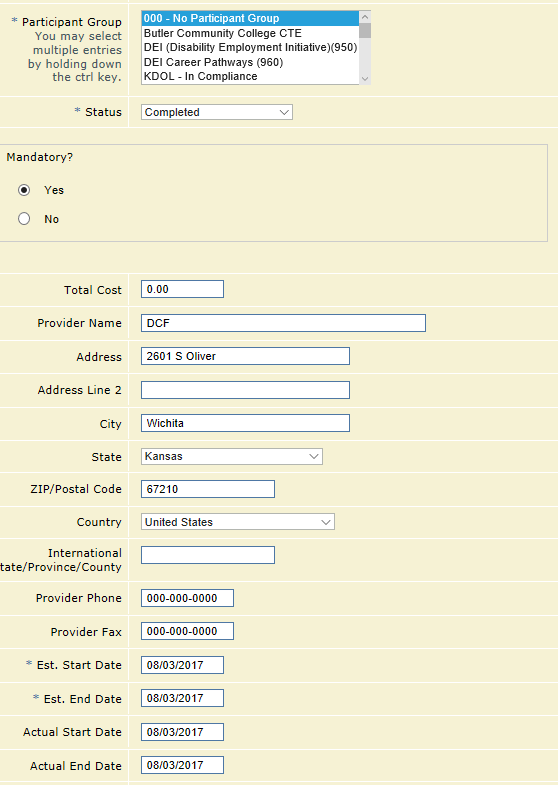 * Participant Group
You may select
multiple entries
by holding down
the ctrl key.
000 - No Participant Group
Butler Community College CTE
DEI (Disability Employment Initiative)(950)
DEI Career Pathways (960)
KDOL - In Compliance
* Status Completed
Mandatory?
Yes
No
Total Cost 0.00
Provider Name DCF
Address 2601 S Oliver
Address Line 2
City Wichita
State Kansas
ZIP/Postal Code 67210
Country United States
International
tate/Province/County
Provider Phone 000-000-0000
Provider Fax 000-000-0000
* Est. Start Date 08/03/2017
* Est. End Date 08/03/2017
Actual Start Date 08/03/2017
Actual End Date 08/03/2017